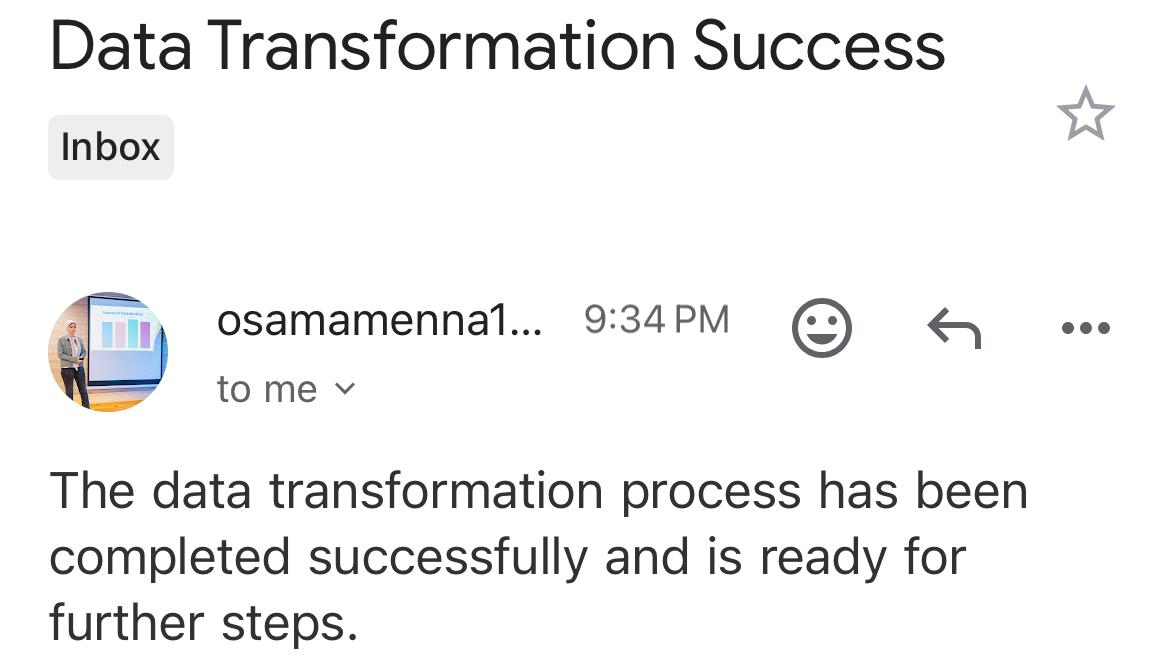 Data Transformation Success
Inbox
osamamenna1... 9:34 PM
to me
The data transformation process has been
completed successfully and is ready for
further steps.